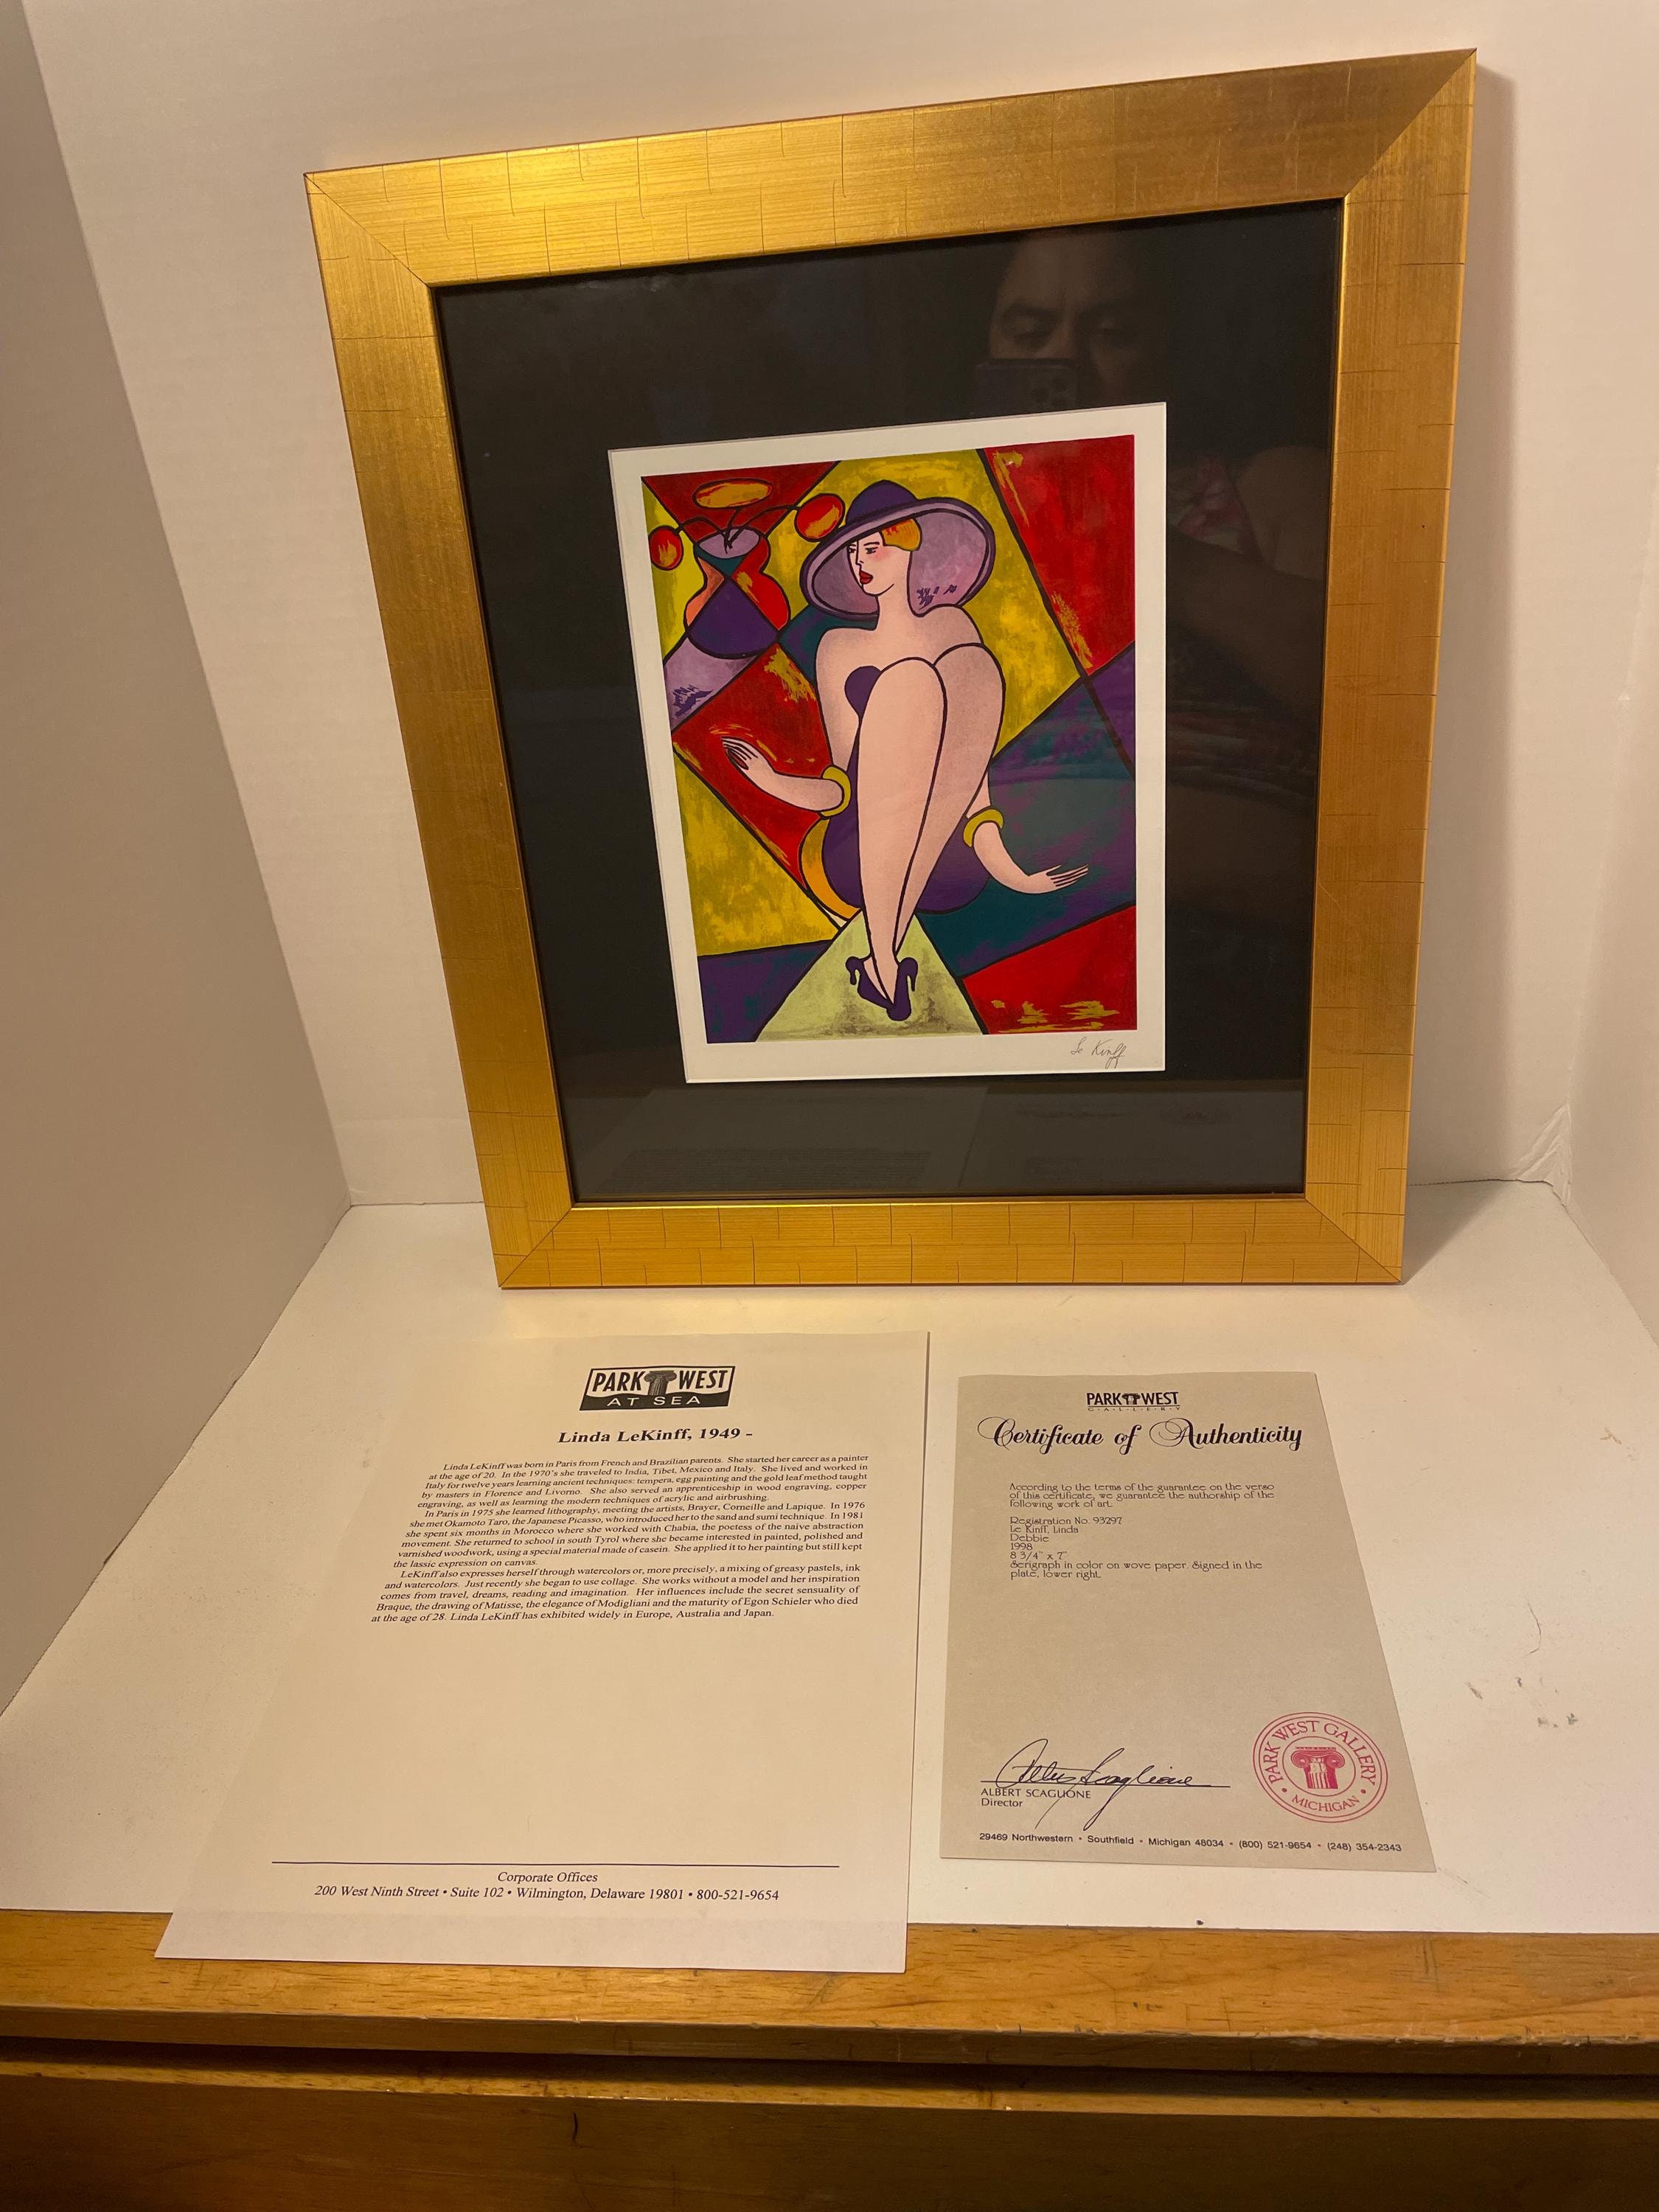 Le Kinff
PARK WEST
AT SEA
Linda LeKinff, 1949 -
Linda LeKinff was born in Paris from French and Brazilian parents. She started her career as a painter
at the age of 20. In the 1970's she traveled to India, Tibet, Mexico and Italy. She lived and worked in
Italy for twelve years learning ancient techniques: tempera, egg painting and the gold leaf method taught
by masters in Florence and Livorno. She also served an apprenticeship in wood engraving, copper
engraving, as well as learning the modern techniques of acrylic and airbrushing.
In Paris in 1975 she learned lithography, meeting the artists, Brayer, Corneille and Lapique. In 1976
she met Okamoto Taro, the Japanese Picasso, who introduced her to the sand and sumi technique. In 1981
she spent six months in Morocco where she worked with Chabia, the poetess of the naive abstraction
movement. She returned to school in south Tyrol where she became interested in painted, polished and
varnished woodwork, using a special material made of casein. She applied it to her painting but still kept
the lassic expression on canvas.
LeKinff also expresses herself through watercolors or, more precisely, a mixing of greasy pastels, ink
and watercolors. Just recently she began to use collage. She works without a model and her inspiration
comes from travel, dreams, reading and imagination. Her influences include the secret sensuality of
Braque, the drawing of Matisse, the elegance of Modigliani and the maturity of Egon Schieler who died
at the age of 28. Linda LeKinff has exhibited widely in Europe, Australia and Japan.
Corporate Offices
200 West Ninth Street • Suite 102 • Wilmington, Delaware 19801 • 800-521-9654
PARK WEST
G·A·L·L·E·R·Y
Certificate of Authenticity
According to the terms of the guarantee on the verso
of this certificate, we guarantee the authorship of the
following work of art.
Registration No. 93297
Le Kinff, Linda
Debbie
1998
8 3/4" x 7"
Serigraph in color on wove paper. Signed in the
plate, lower right.
Albert Scaglione
ALBERT SCAGLIONE
Director
PARK WEST GALLERY
• MICHIGAN •
29469 Northwestern • Southfield • Michigan 48034 • (800) 521-9654 • (248) 354-2343